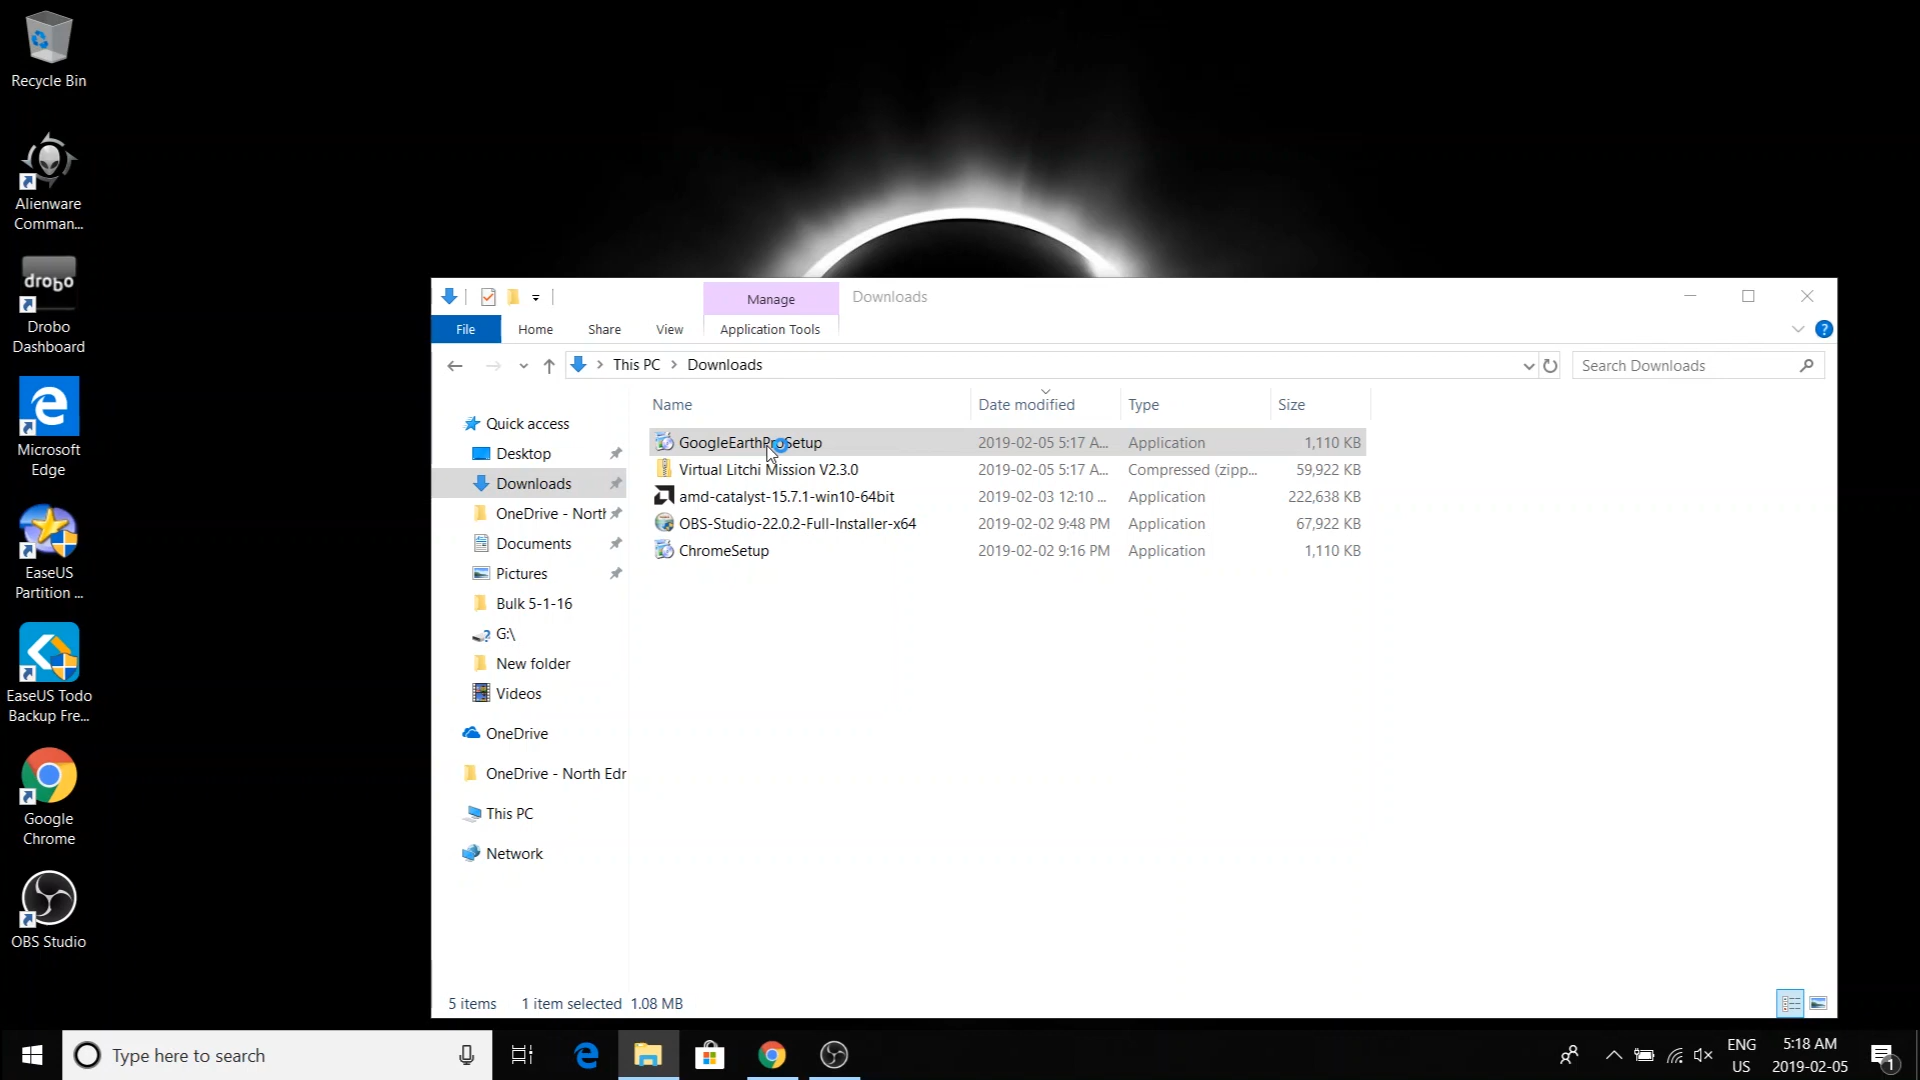 Recycle Bin
Alienware
Comman...
drobo
Drobo
Dashboard
Microsoft
Edge
EaseUS
Partition ...
EaseUS Todo
Backup Fre...
Google
Chrome
OBS Studio
Manage
Downloads
File
Home
Share
View
Application Tools
This PC
Downloads
Search Downloads
Name
Date modified
Type
Size
Quick access
Desktop
Downloads
OneDrive - North
Documents
Pictures
Bulk 5-1-16
G:\
New folder
Videos
OneDrive
OneDrive - North Edr
This PC
Network
GoogleEarthProSetup 2019-02-05 5:17 A... Application 1,110 KB
Virtual Litchi Mission V2.3.0 2019-02-05 5:17 A... Compressed (zipp... 59,922 KB
amd-catalyst-15.7.1-win10-64bit 2019-02-03 12:10 ... Application 222,638 KB
OBS-Studio-22.0.2-Full-Installer-x64 2019-02-02 9:48 PM Application 67,922 KB
ChromeSetup 2019-02-02 9:16 PM Application 1,110 KB
5 items 1 item selected 1.08 MB
Type here to search
ENG
US
5:18 AM
2019-02-05
1